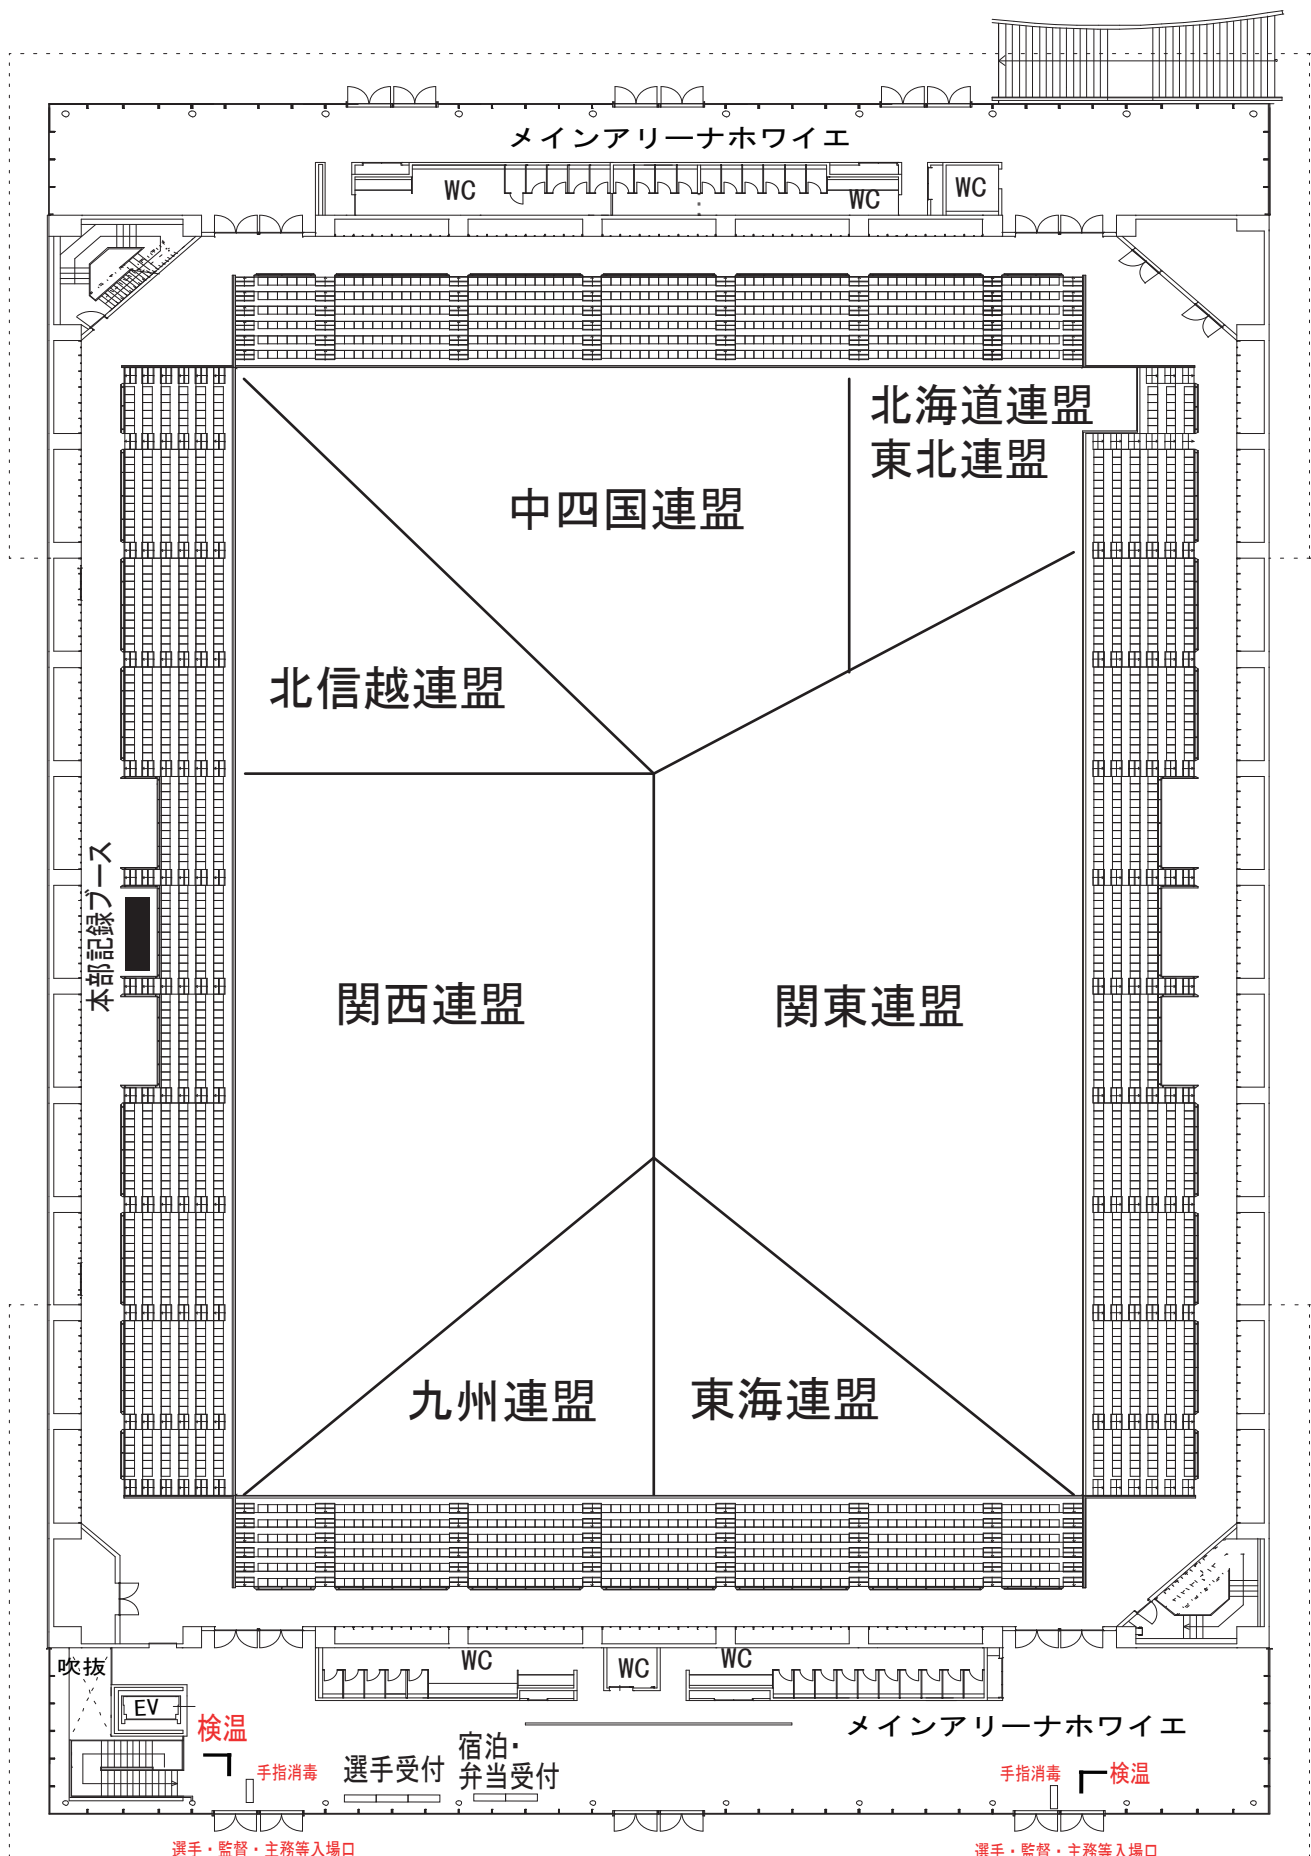 メインアリーナホワイエ
WC
WC
WC
北海道連盟
東北連盟
中四国連盟
北信越連盟
本部記録ブース
関西連盟
関東連盟
九州連盟
東海連盟
吹抜
WC
WC
WC
EV
検温
メインアリーナホワイエ
手指消毒
選手受付
宿泊・
弁当受付
手指消毒
検温
選手・監督・主務等入場口
選手・監督・主務等入場口